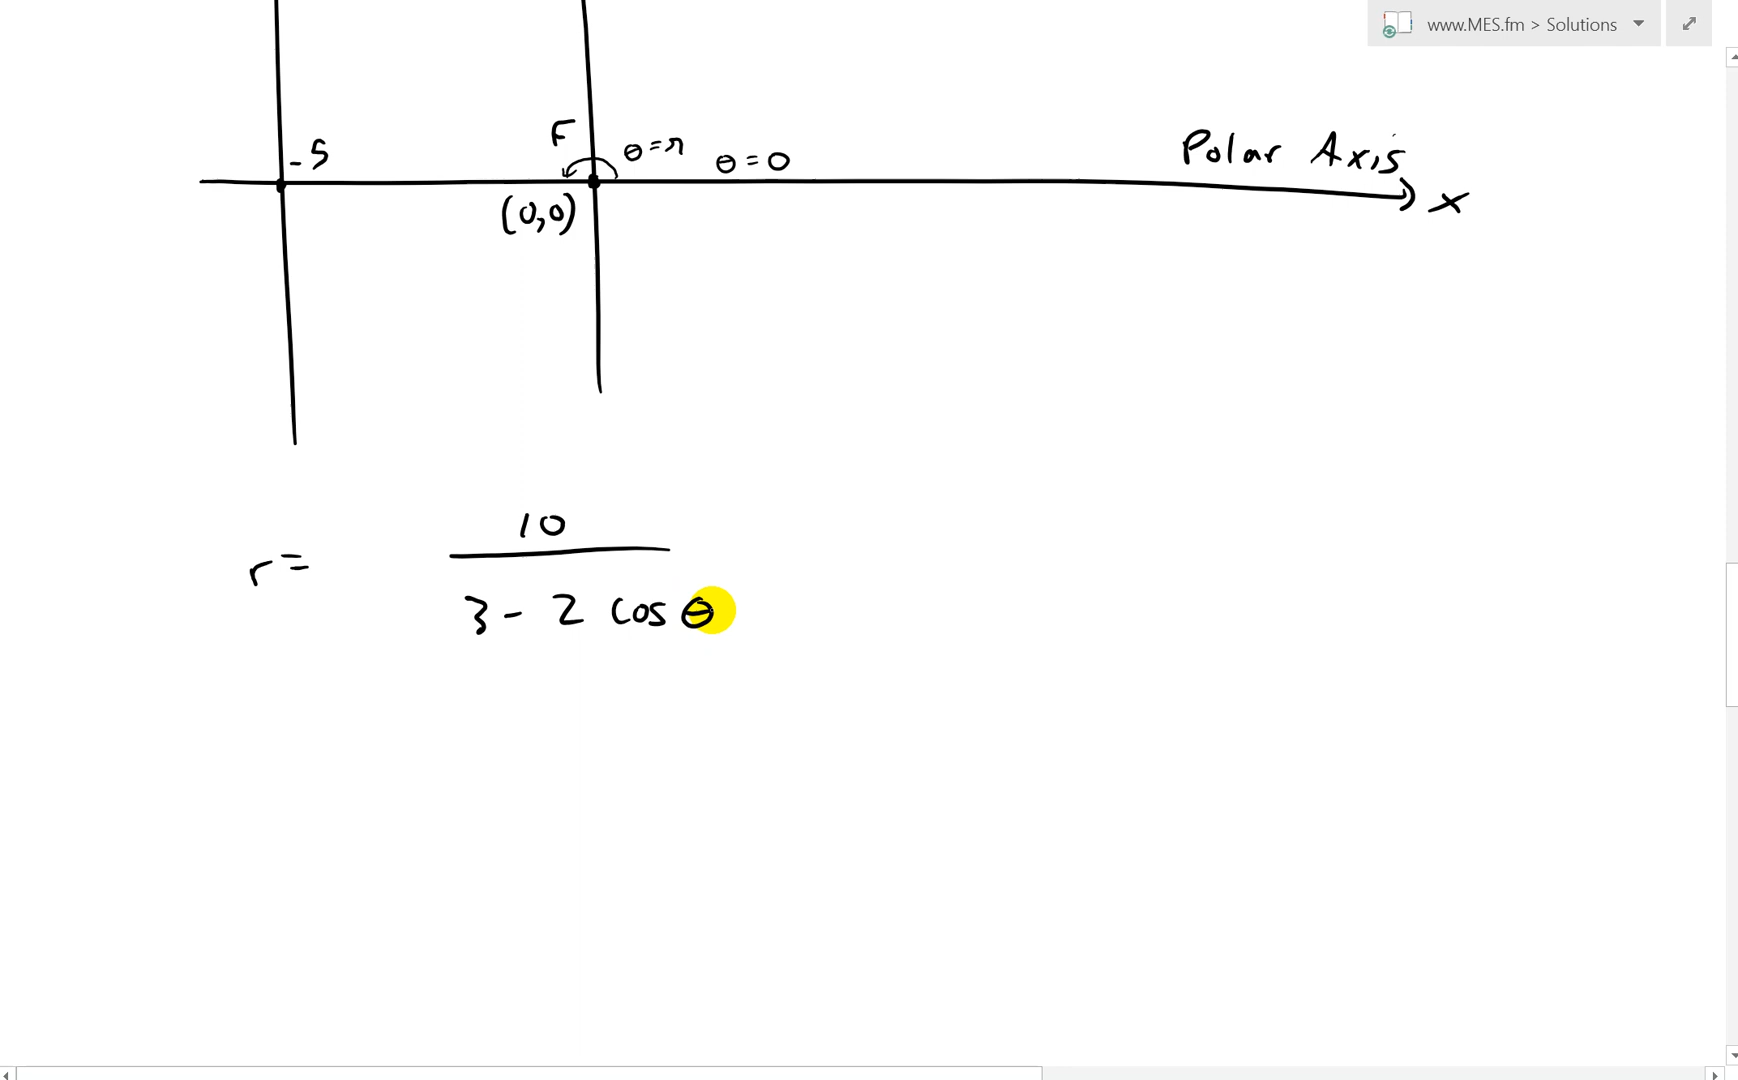 www.MES.fm > Solutions
F
Polar Axis
- 5
θ = π
θ = 0
x
(0,0)
10
r =
3 - 2 cos θ